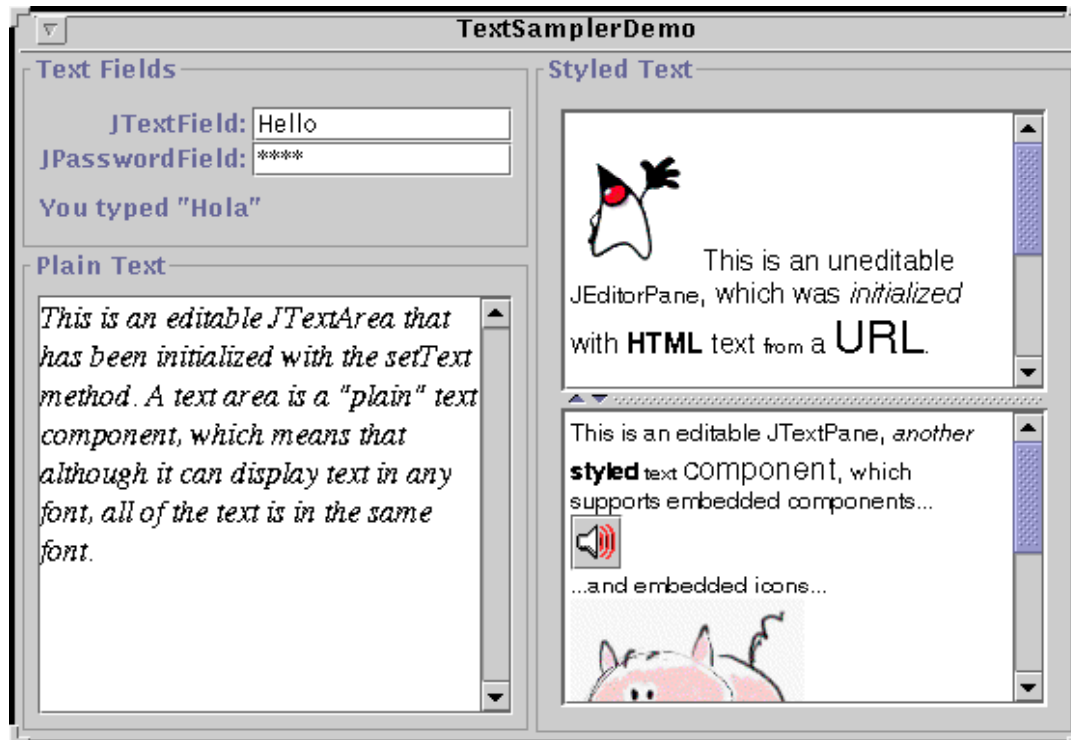 TextSamplerDemo
Text Fields
JTextField: Hello
JPasswordField: ****
You typed "Hola"
Plain Text
This is an editable JTextArea that
has been initialized with the setText
method. A text area is a "plain" text
component, which means that
although it can display text in any
font, all of the text is in the same
font.
Styled Text
This is an uneditable
JEditorPane, which was initialized
with HTML text from a URL.
This is an editable JTextPane, another
styled text component, which
supports embedded components...
...and embedded icons...